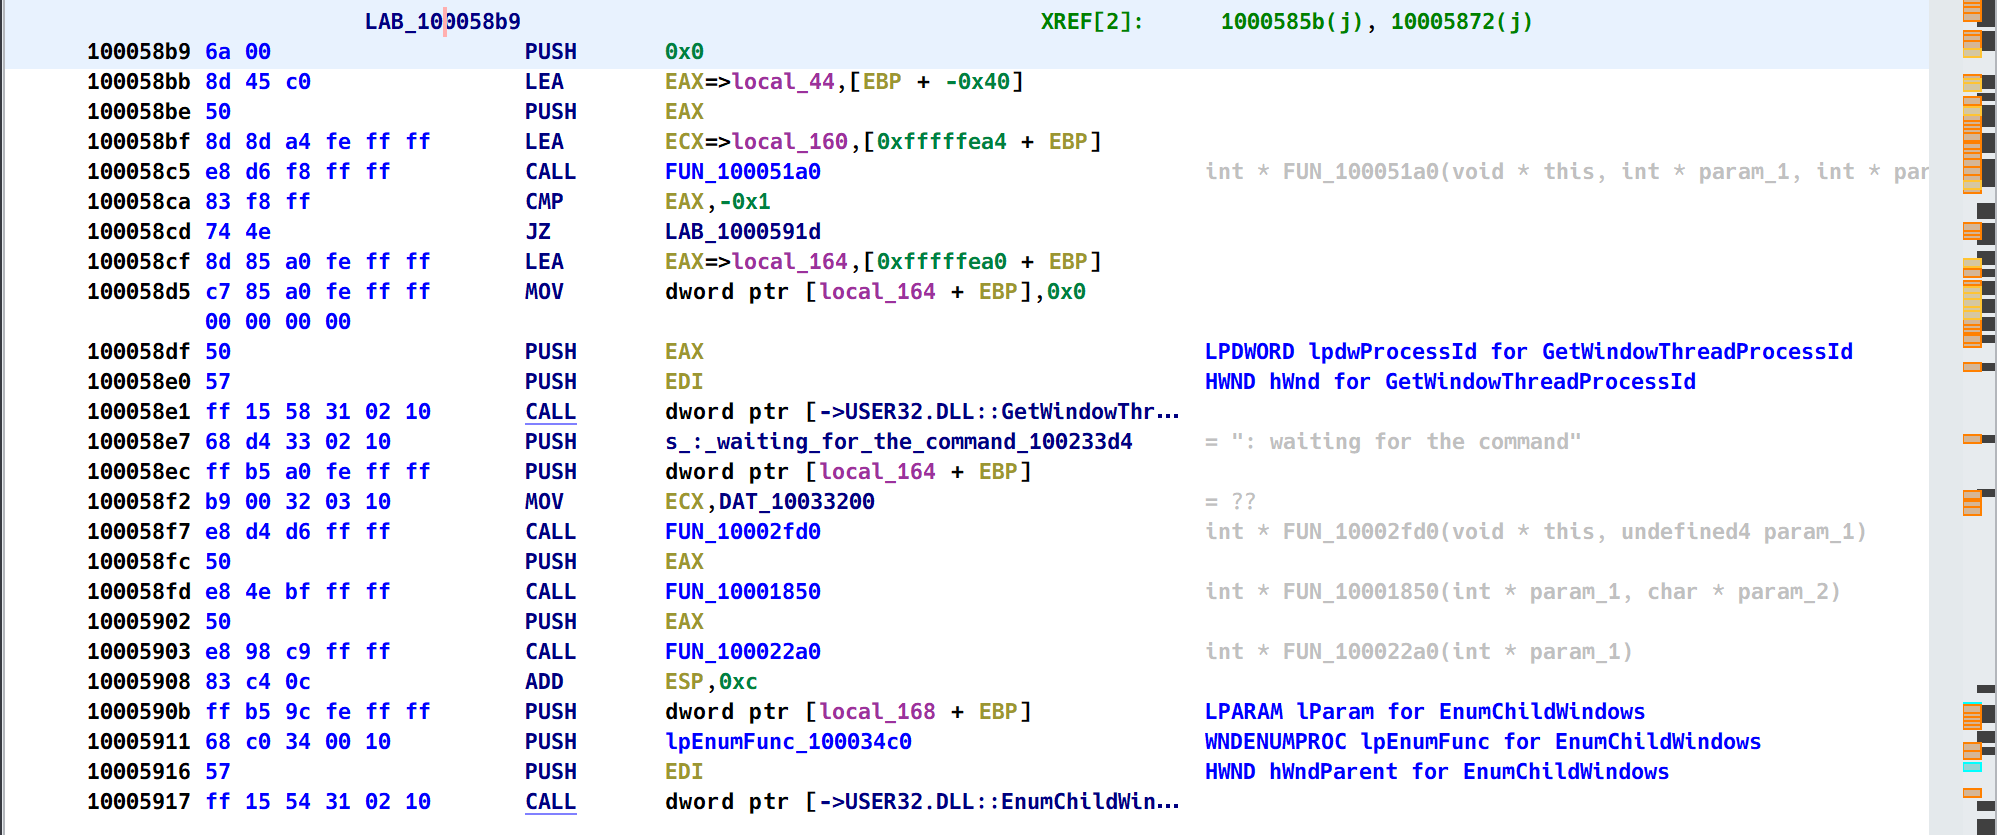 LAB_100058b9 XREF[2]: 1000585b(j), 10005872(j)
100058b9 6a 00 PUSH 0x0
100058bb 8d 45 c0 LEA EAX=>local_44,[EBP + -0x40]
100058be 50 PUSH EAX
100058bf 8d 8d a4 fe ff ff LEA ECX=>local_160,[0xfffffea4 + EBP]
100058c5 e8 d6 f8 ff ff CALL FUN_100051a0 int * FUN_100051a0(void * this, int * param_1, int * par
100058ca 83 f8 ff CMP EAX,-0x1
100058cd 74 4e JZ LAB_1000591d
100058cf 8d 85 a0 fe ff ff LEA EAX=>local_164,[0xfffffea0 + EBP]
100058d5 c7 85 a0 fe ff ff MOV dword ptr [local_164 + EBP],0x0
00 00 00 00
100058df 50 PUSH EAX LPDWORD lpdwProcessId for GetWindowThreadProcessId
100058e0 57 PUSH EDI HWND hWnd for GetWindowThreadProcessId
100058e1 ff 15 58 31 02 10 CALL dword ptr [->USER32.DLL::GetWindowThr...
100058e7 68 d4 33 02 10 PUSH s_:_waiting_for_the_command_100233d4 = ": waiting for the command"
100058ec ff b5 a0 fe ff ff PUSH dword ptr [local_164 + EBP]
100058f2 b9 00 32 03 10 MOV ECX,DAT_10033200 = ??
100058f7 e8 d4 d6 ff ff CALL FUN_10002fd0 int * FUN_10002fd0(void * this, undefined4 param_1)
100058fc 50 PUSH EAX
100058fd e8 4e bf ff ff CALL FUN_10001850 int * FUN_10001850(int * param_1, char * param_2)
10005902 50 PUSH EAX
10005903 e8 98 c9 ff ff CALL FUN_100022a0 int * FUN_100022a0(int * param_1)
10005908 83 c4 0c ADD ESP,0xc
1000590b ff b5 9c fe ff ff PUSH dword ptr [local_168 + EBP] LPARAM lParam for EnumChildWindows
10005911 68 c0 34 00 10 PUSH lpEnumFunc_100034c0 WNDENUMPROC lpEnumFunc for EnumChildWindows
10005916 57 PUSH EDI HWND hWndParent for EnumChildWindows
10005917 ff 15 54 31 02 10 CALL dword ptr [->USER32.DLL::EnumChildWin...